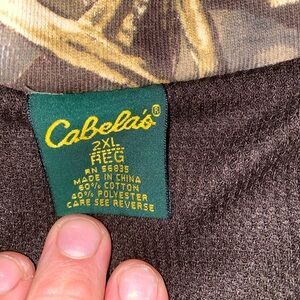 Cabela's®
2XL
REG
RN 56835
MADE IN CHINA
60% COTTON
40% POLYESTER
CARE SEE REVERSE